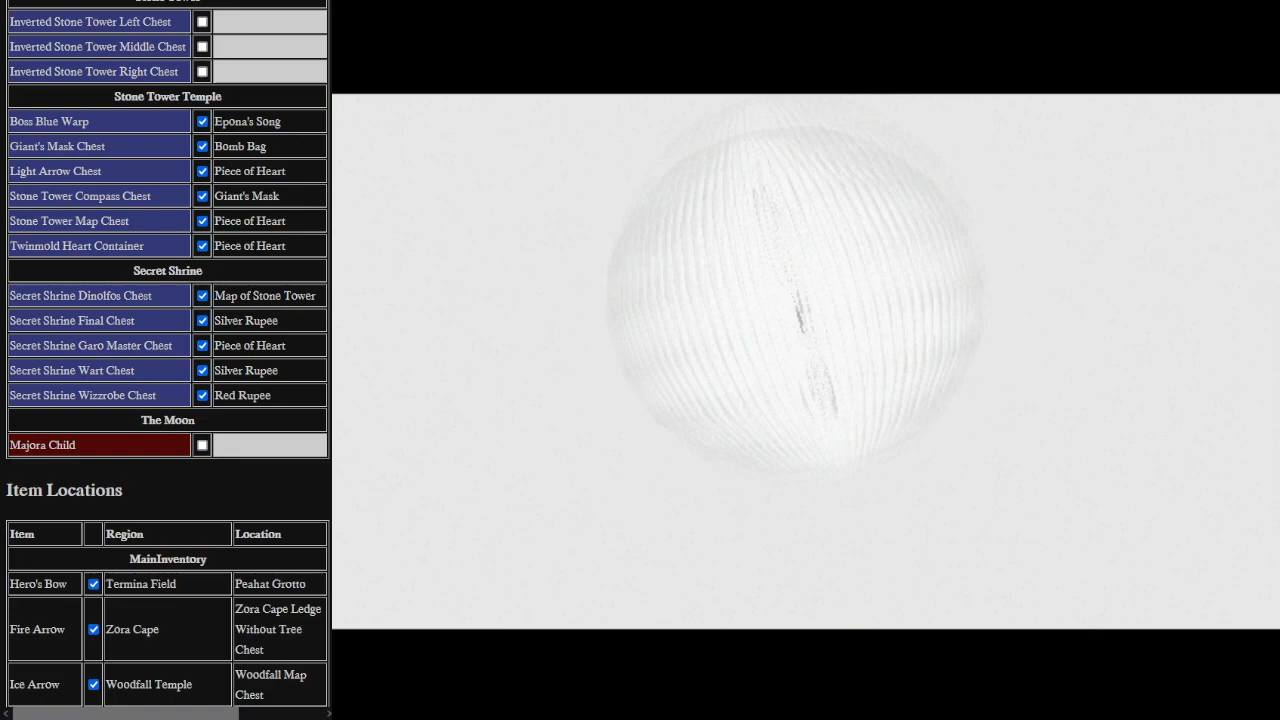 Inverted Stone Tower Left Chest
Inverted Stone Tower Middle Chest
Inverted Stone Tower Right Chest
Stone Tower Temple
Boss Blue Warp Epona's Song
Giant's Mask Chest Bomb Bag
Light Arrow Chest Piece of Heart
Stone Tower Compass Chest Giant's Mask
Stone Tower Map Chest Piece of Heart
Twinmold Heart Container Piece of Heart
Secret Shrine
Secret Shrine Dinolfos Chest Map of Stone Tower
Secret Shrine Final Chest Silver Rupee
Secret Shrine Garo Master Chest Piece of Heart
Secret Shrine Wart Chest Silver Rupee
Secret Shrine Wizzrobe Chest Red Rupee
The Moon
Majora Child
Item Locations
Item Region Location
MainInventory
Hero's Bow Termina Field Peahat Grotto
Fire Arrow Zora Cape Zora Cape Ledge
Without Tree
Chest
Ice Arrow Woodfall Temple Woodfall Map
Chest